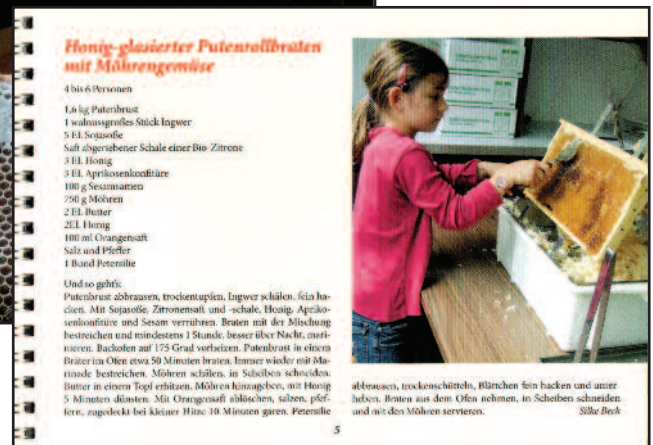 Honig-glasierter Putenrollbraten
mit Möhrengemüse
4 bis 6 Personen
1,6 kg Putenbrust
1 walnussgroßes Stück Ingwer
5 EL Sojasoße
Saft abgeriebener Schale einer Bio-Zitrone
3 EL Honig
3 EL Aprikosenkonfitüre
100 g Sesamsamen
750 g Möhren
2 EL Butter
2EL Honig
100 ml Orangensaft
Salz und Pfeffer
1 Bund Petersilie
Und so geht's:
Putenbrust abbrausen, trockentupfen, Ingwer schälen, fein ha-
cken. Mit Sojasoße, Zitronensaft und -schale, Honig, Apriko-
senkonfitüre und Sesam verrühren. Braten mit der Mischung
bestreichen und mindestens 1 Stunde, besser über Nacht, mari-
nieren. Backofen auf 175 Grad vorheizen. Putenbrust in einem
Bräter im Ofen etwa 50 Minuten braten. Immer wieder mit Ma-
rinade bestreichen. Möhren schälen, in Scheiben schneiden.
Butter in einem Topf erhitzen. Möhren hinzugeben, mit Honig
5 Minuten dünsten. Mit Orangensaft ablöschen, salzen, pfef-
fern, zugedeckt bei kleiner Hitze 10 Minuten garen. Petersilie
abbrausen, trockenschütteln, Blättchen fein hacken und unter
heben. Braten aus dem Ofen nehmen, in Scheiben schneiden
und mit den Möhren servieren. Silke Beck
5